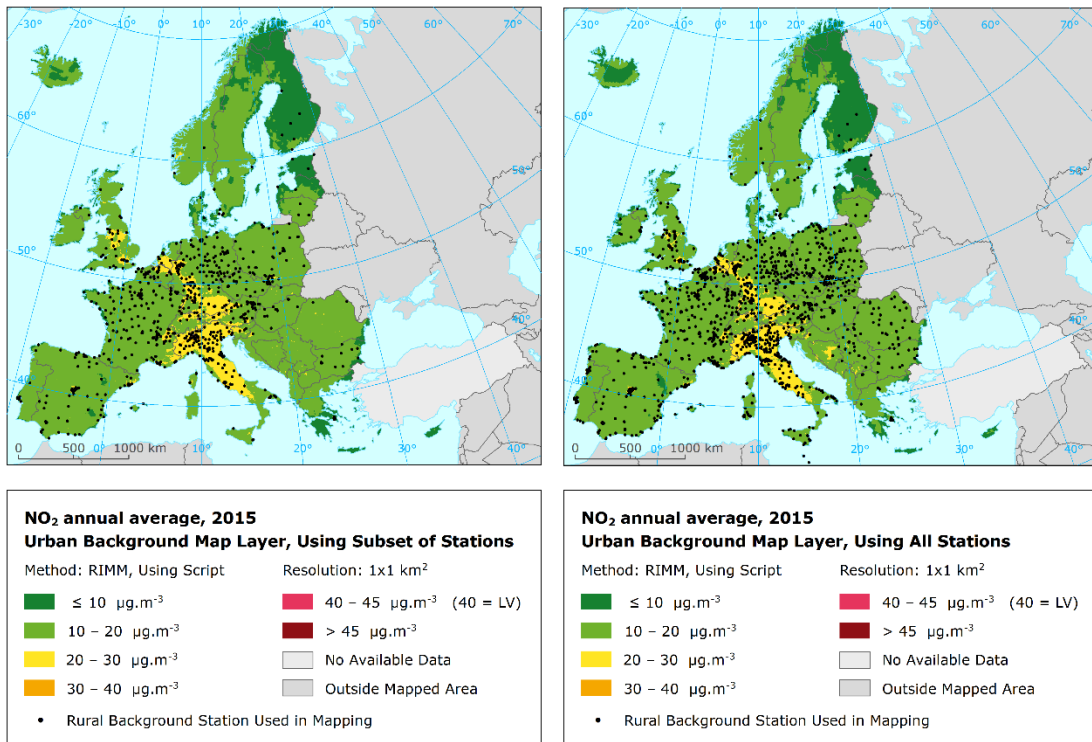 -30° -20° -10° 0° 10° 20° 30° 40° 50° 60° 70°
60°
50°
50°
60°
40°
50°
40°
40°
0 500 0° 1000 km 10° 20° 30° 40°
NO₂ annual average, 2015
Urban Background Map Layer, Using Subset of Stations
Method: RIMM, Using Script Resolution: 1x1 km²
≤ 10 µg.m⁻³ 40 – 45 µg.m⁻³ (40 = LV)
10 – 20 µg.m⁻³ > 45 µg.m⁻³
20 – 30 µg.m⁻³ No Available Data
30 – 40 µg.m⁻³ Outside Mapped Area
• Rural Background Station Used in Mapping
-30° -20° -10° 0° 10° 20° 30° 40° 50° 60° 70°
60°
50°
50°
60°
40°
50°
40°
40°
0 500 0° 1000 km 10° 20° 30° 40°
NO₂ annual average, 2015
Urban Background Map Layer, Using All Stations
Method: RIMM, Using Script Resolution: 1x1 km²
≤ 10 µg.m⁻³ 40 – 45 µg.m⁻³ (40 = LV)
10 – 20 µg.m⁻³ > 45 µg.m⁻³
20 – 30 µg.m⁻³ No Available Data
30 – 40 µg.m⁻³ Outside Mapped Area
• Rural Background Station Used in Mapping